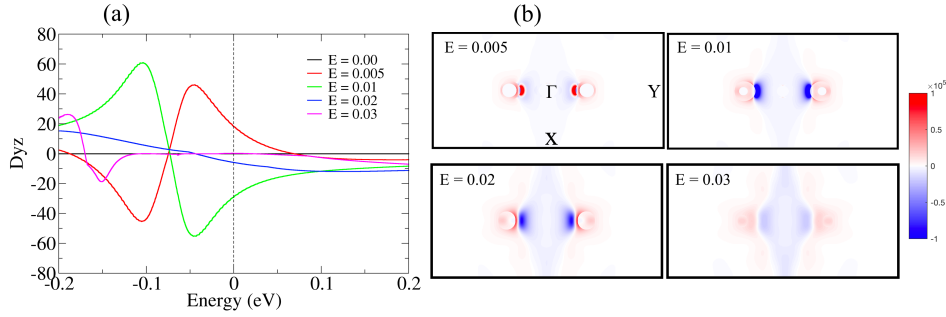 (a)
80
60
40
20
0
-20
-40
-60
-80
Dyz
E = 0.00
E = 0.005
E = 0.01
E = 0.02
E = 0.03
-0.2
-0.1
0
0.1
0.2
Energy (eV)
(b)
E = 0.005
Γ
Y
X
E = 0.01
E = 0.02
E = 0.03
×10⁵
1
0.5
0
-0.5
-1